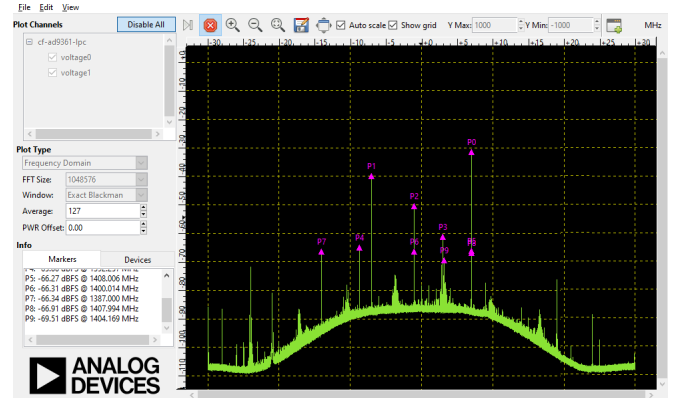 File Edit View
Plot Channels
Disable All
Auto scale
Show grid
Y Max: 1000
Y Min: -1000
MHz
cf-ad9361-lpc
voltage0
voltage1
Plot Type
Frequency Domain
FFT Size: 1048576
Window: Exact Blackman
Average: 127
PWR Offset: 0.00
Info
Markers
Devices
P5: -66.27 dBFS @ 1408.006 MHz
P6: -66.31 dBFS @ 1400.014 MHz
P7: -66.34 dBFS @ 1387.000 MHz
P8: -66.91 dBFS @ 1407.994 MHz
P9: -69.51 dBFS @ 1404.169 MHz
ANALOG
DEVICES
-30 -25 -20 -15 -10 -5 +0 +5 +10 +15 +20 +25 +30
P0
P1
P2
P3
P7
P4
P6
P9